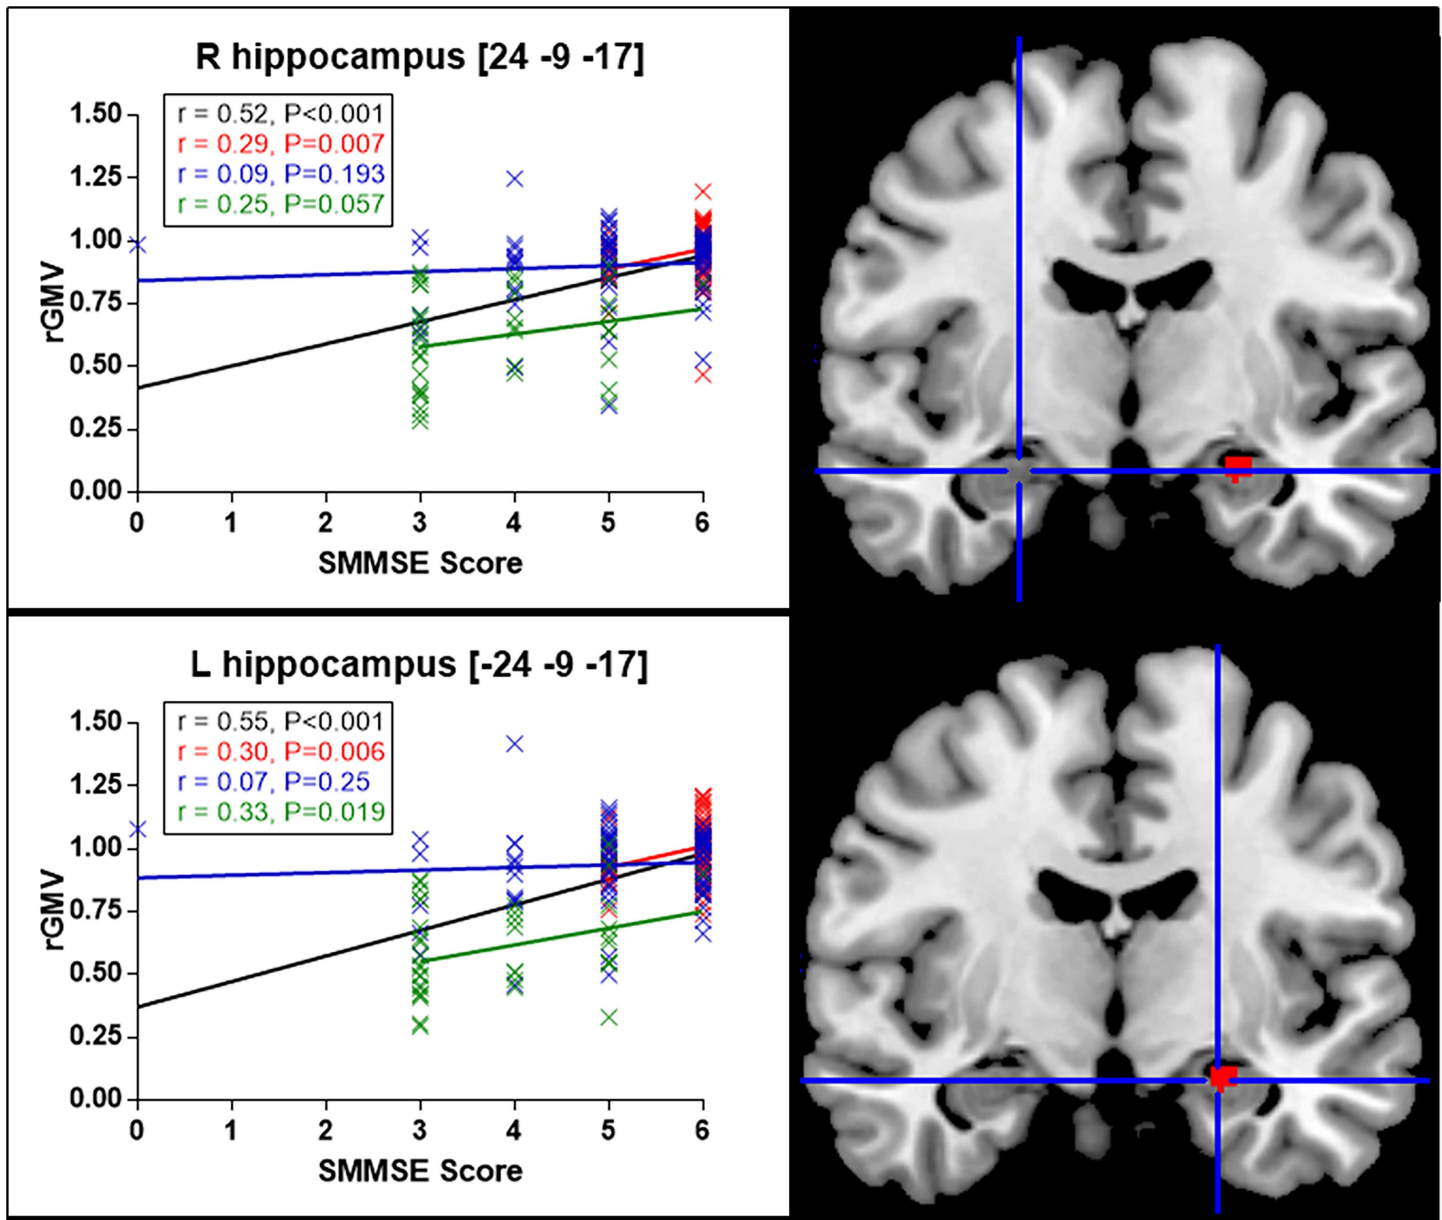 R hippocampus [24 -9 -17]
r = 0.52, P<0.001
r = 0.29, P=0.007
r = 0.09, P=0.193
r = 0.25, P=0.057
1.50
1.25
1.00
0.75
0.50
0.25
0.00
rGMV
0 1 2 3 4 5 6
SMMSE Score
L hippocampus [-24 -9 -17]
r = 0.55, P<0.001
r = 0.30, P=0.006
r = 0.07, P=0.25
r = 0.33, P=0.019
1.50
1.25
1.00
0.75
0.50
0.25
0.00
rGMV
0 1 2 3 4 5 6
SMMSE Score